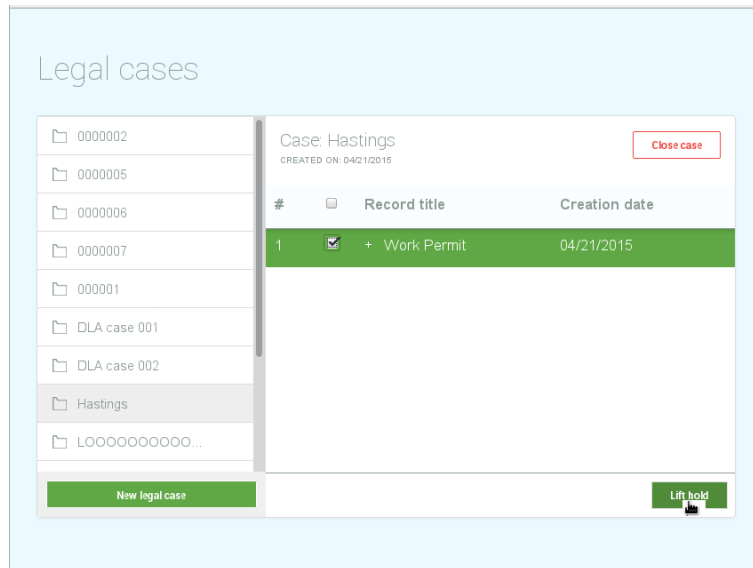 Legal cases
0000002
0000005
0000006
0000007
000001
DLA case 001
DLA case 002
Hastings
LOOOOOOOOOO...
New legal case
Case: Hastings
CREATED ON: 04/21/2015
Close case
# Record title Creation date
1 + Work Permit 04/21/2015
Lift hold